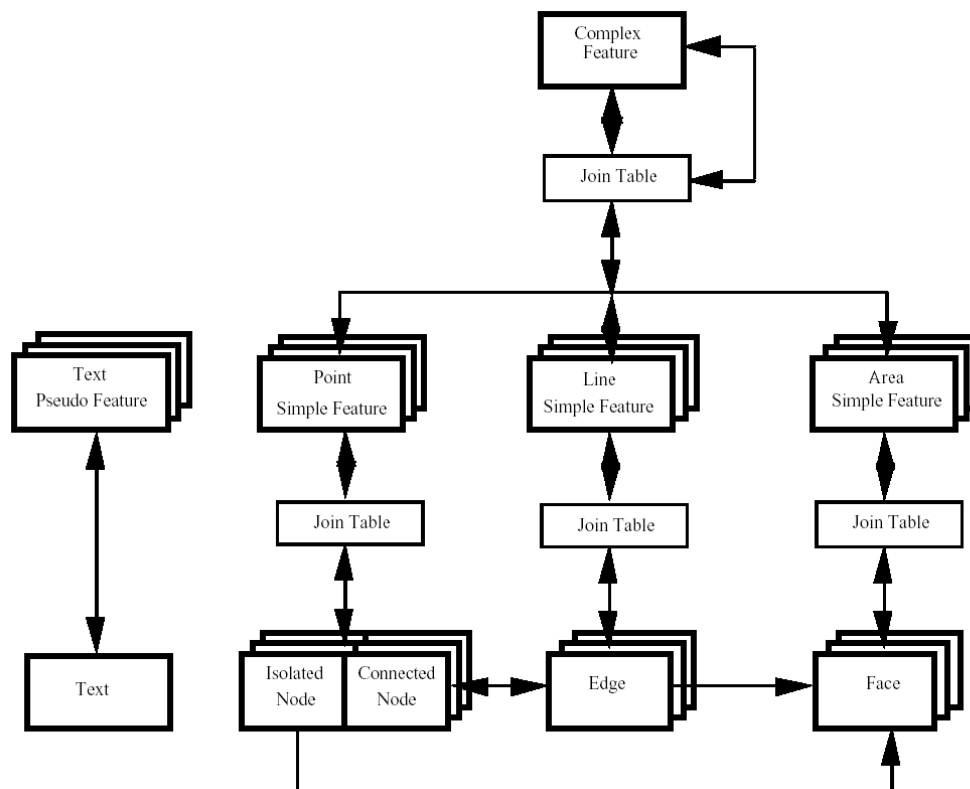 Complex
Feature
Join Table
Text
Pseudo Feature
Point
Simple Feature
Line
Simple Feature
Area
Simple Feature
Join Table
Join Table
Join Table
Text
Isolated
Node
Connected
Node
Edge
Face